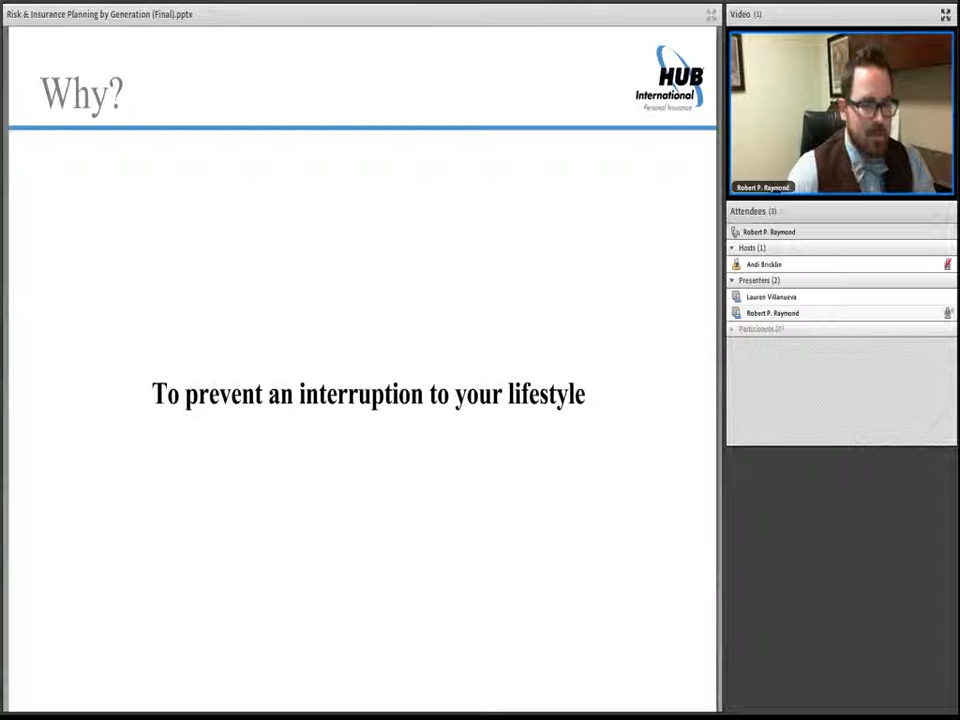 Risk & Insurance Planning by Generation (Final).pptx
Why?
HUB
International
Personal Insurance
To prevent an interruption to your lifestyle
Video (1)
Robert P. Raymond
Attendees (3)
Robert P. Raymond
Hosts (1)
Andi Bricklin
Presenters (2)
Lauren Villanueva
Robert P. Raymond
Participants (0)